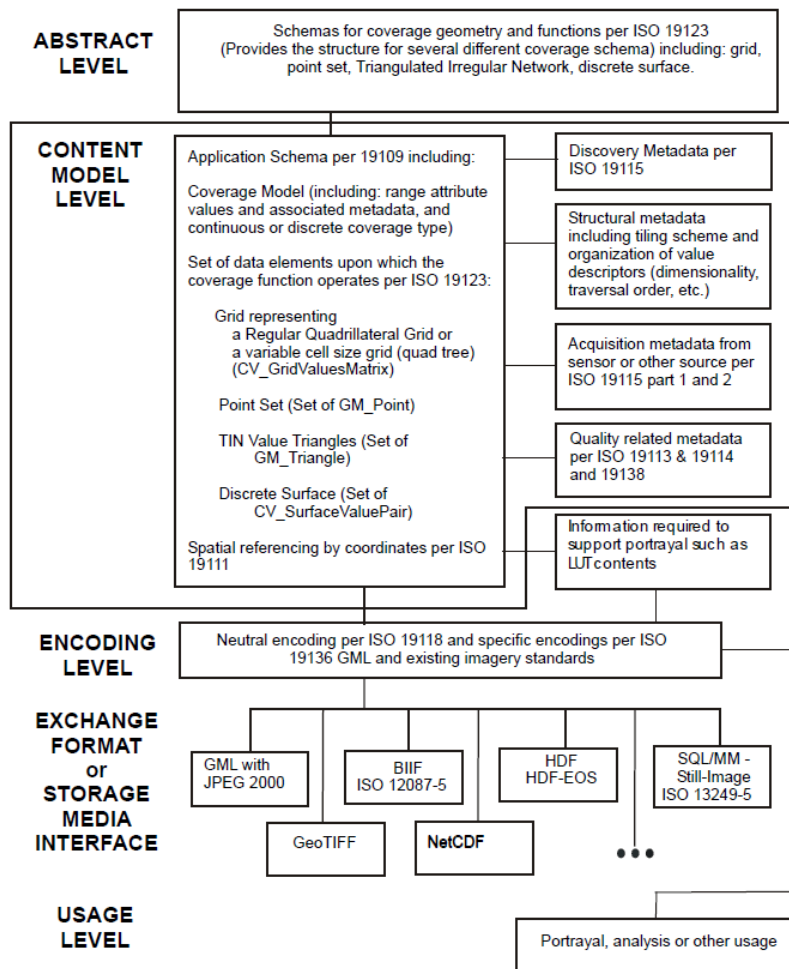 ABSTRACT
LEVEL
Schemas for coverage geometry and functions per ISO 19123
(Provides the structure for several different coverage schema) including: grid,
point set, Triangulated Irregular Network, discrete surface.
CONTENT
MODEL
LEVEL
Application Schema per 19109 including:
Coverage Model (including: range attribute
values and associated metadata, and
continuous or discrete coverage type)
Set of data elements upon which the
coverage function operates per ISO 19123:
Grid representing
a Regular Quadrillateral Grid or
a variable cell size grid (quad tree)
(CV_GridValuesMatrix)
Point Set (Set of GM_Point)
TIN Value Triangles (Set of
GM_Triangle)
Discrete Surface (Set of
CV_SurfaceValuePair)
Spatial referencing by coordinates per ISO
19111
Discovery Metadata per
ISO 19115
Structural metadata
including tiling scheme and
organization of value
descriptors (dimensionality,
traversal order, etc.)
Acquisition metadata from
sensor or other source per
ISO 19115 part 1 and 2
Quality related metadata
per ISO 19113 & 19114
and 19138
Information required to
support portrayal such as
LUT contents
ENCODING
LEVEL
Neutral encoding per ISO 19118 and specific encodings per ISO
19136 GML and existing imagery standards
EXCHANGE
FORMAT
or
STORAGE
MEDIA
INTERFACE
GML with
JPEG 2000
BIIF
ISO 12087-5
HDF
HDF-EOS
SQL/MM -
Still-Image
ISO 13249-5
GeoTIFF
NetCDF
•••
USAGE
LEVEL
Portrayal, analysis or other usage